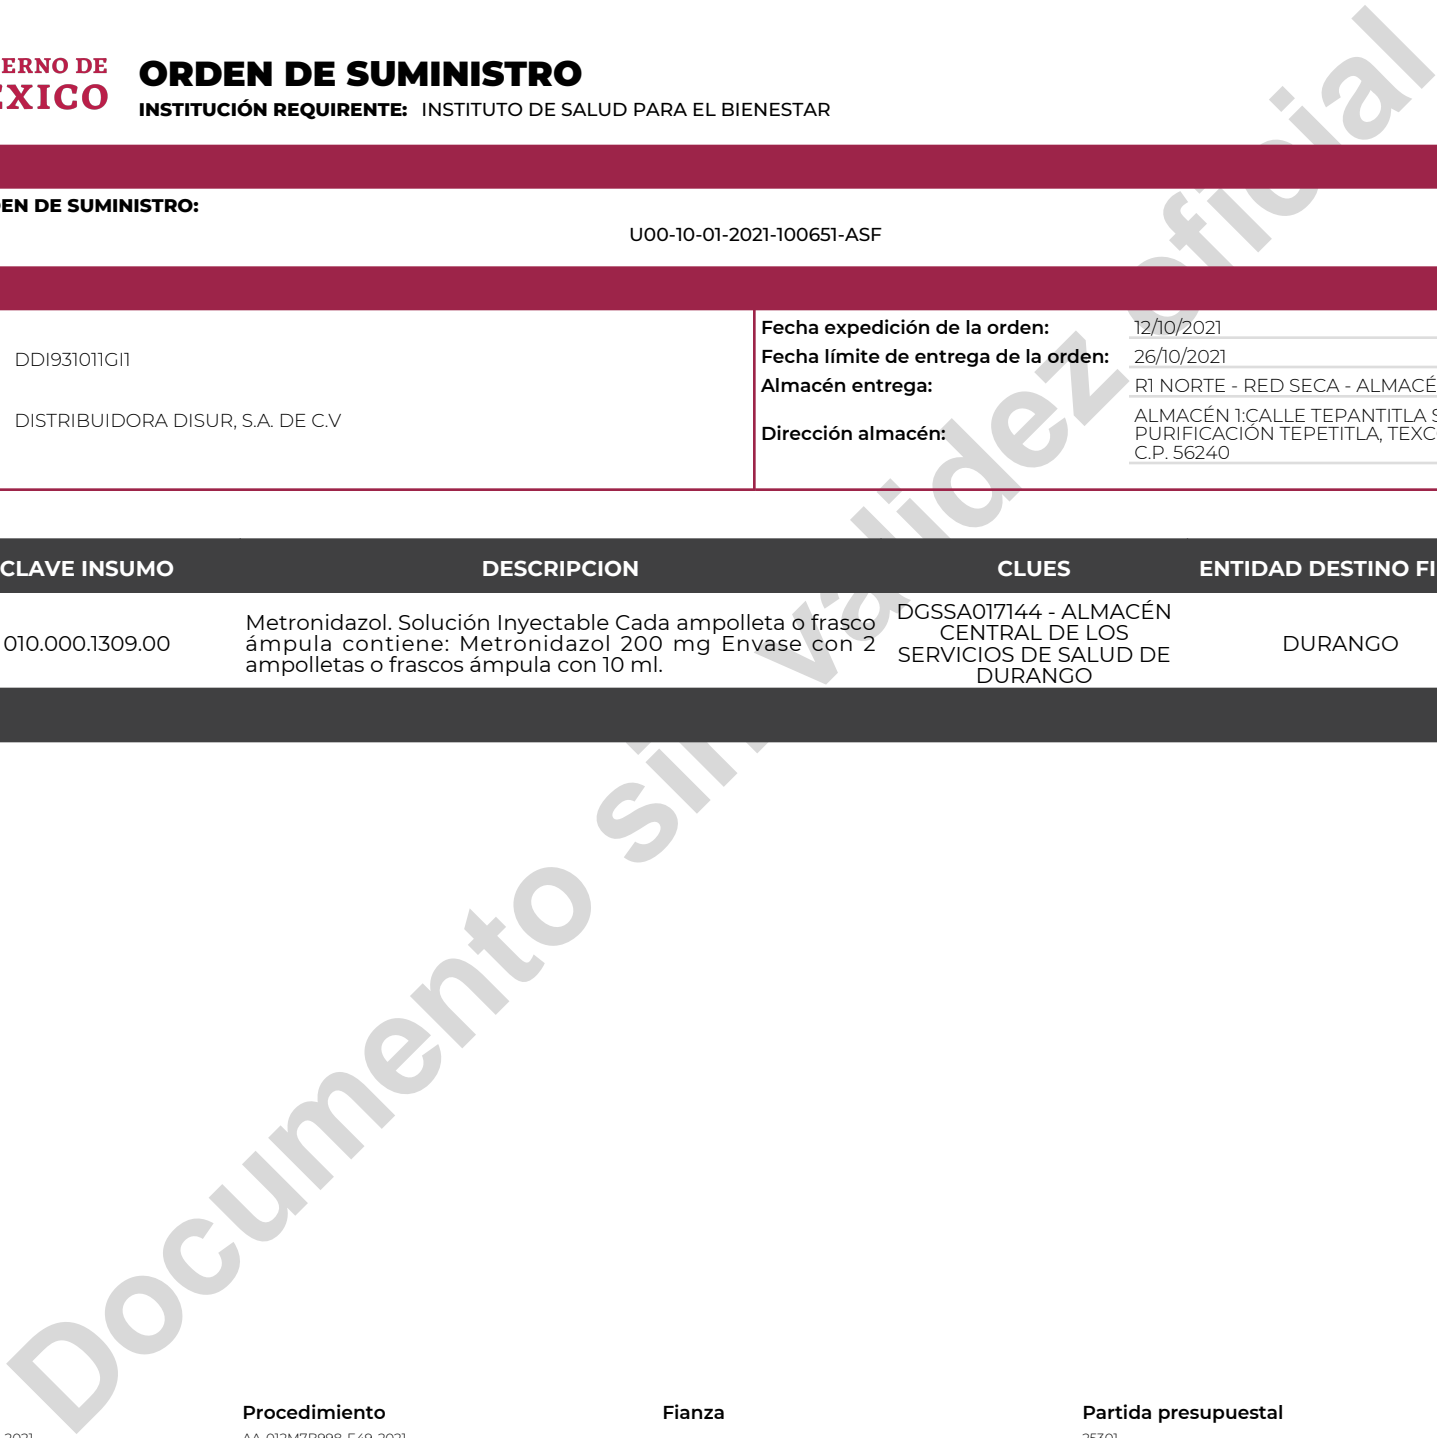 ERNO DE
ORDEN DE SUMINISTRO
EXICO
INSTITUCIÓN REQUIRENTE: INSTITUTO DE SALUD PARA EL BIENESTAR
EN DE SUMINISTRO:
U00-10-01-2021-100651-ASF
DDI931011GI1
DISTRIBUIDORA DISUR, S.A. DE C.V
Fecha expedición de la orden: 12/10/2021
Fecha límite de entrega de la orden: 26/10/2021
Almacén entrega: R1 NORTE - RED SECA - ALMACÉ
Dirección almacén: ALMACÉN 1:CALLE TEPANTITLA S
PURIFICACIÓN TEPETITLA, TEXC
C.P. 56240
CLAVE INSUMO DESCRIPCION CLUES ENTIDAD DESTINO FI
010.000.1309.00
Metronidazol. Solución Inyectable Cada ampolleta o frasco
ámpula contiene: Metronidazol 200 mg Envase con 2
ampolletas o frascos ámpula con 10 ml.
DGSSA017144 - ALMACÉN
CENTRAL DE LOS
SERVICIOS DE SALUD DE
DURANGO
DURANGO
Documento sin validez oficial
Procedimiento Fianza Partida presupuestal